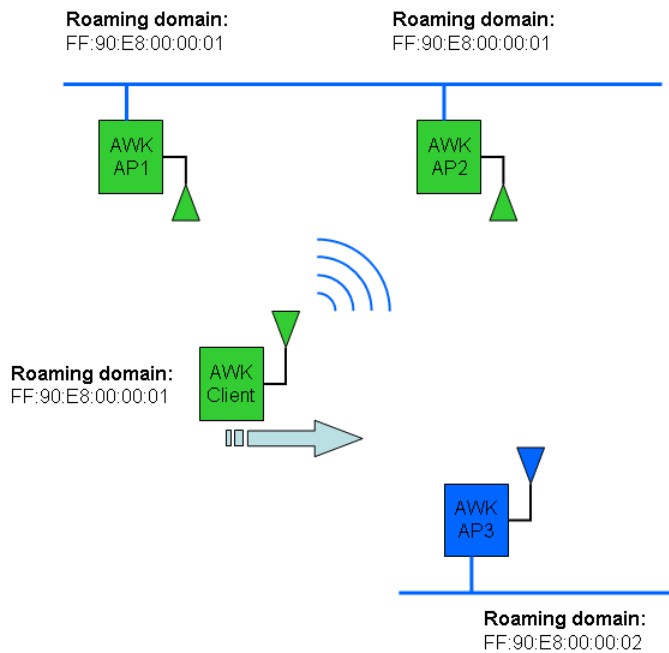 Roaming domain:
FF:90:E8:00:00:01
Roaming domain:
FF:90:E8:00:00:01
AWK
AP1
AWK
AP2
Roaming domain:
FF:90:E8:00:00:01
AWK
Client
AWK
AP3
Roaming domain:
FF:90:E8:00:00:02